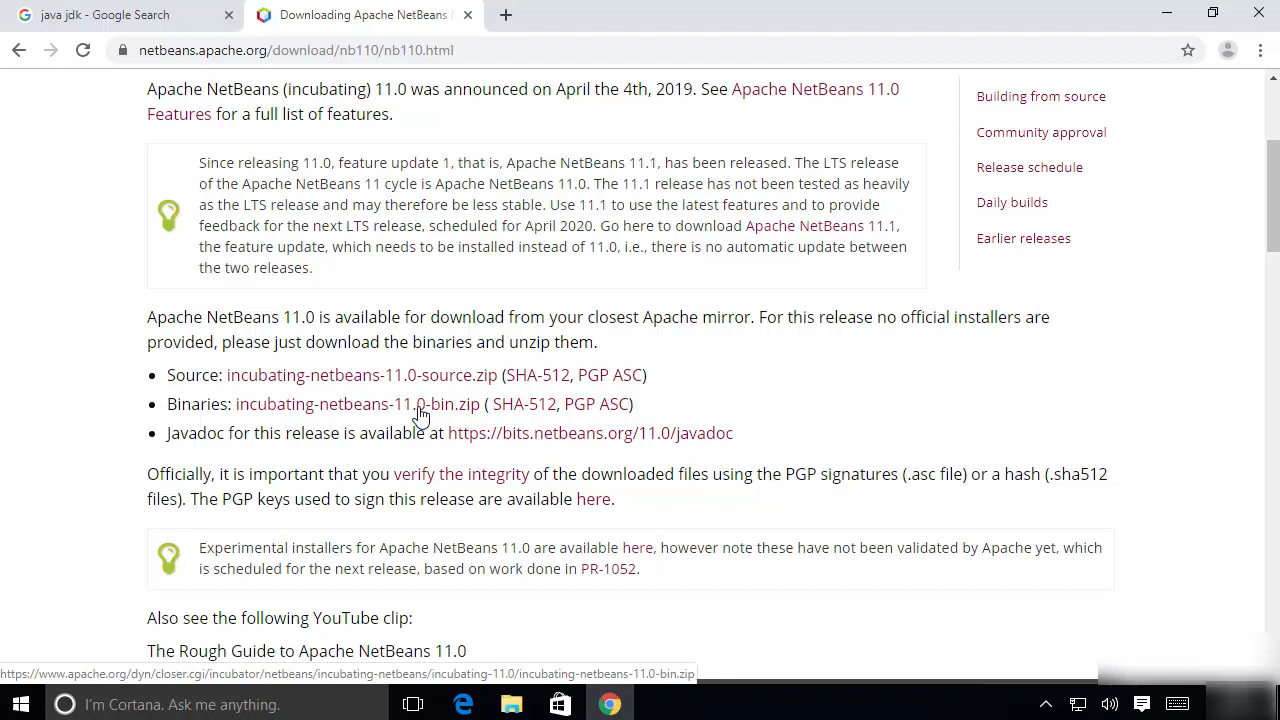 java jdk - Google Search
Downloading Apache NetBeans
netbeans.apache.org/download/nb110/nb110.html
Apache NetBeans (incubating) 11.0 was announced on April the 4th, 2019. See Apache NetBeans 11.0
Features for a full list of features.
Building from source
Community approval
Release schedule
Daily builds
Earlier releases
Since releasing 11.0, feature update 1, that is, Apache NetBeans 11.1, has been released. The LTS release
of the Apache NetBeans 11 cycle is Apache NetBeans 11.0. The 11.1 release has not been tested as heavily
as the LTS release and may therefore be less stable. Use 11.1 to use the latest features and to provide
feedback for the next LTS release, scheduled for April 2020. Go here to download Apache NetBeans 11.1,
the feature update, which needs to be installed instead of 11.0, i.e., there is no automatic update between
the two releases.
Apache NetBeans 11.0 is available for download from your closest Apache mirror. For this release no official installers are
provided, please just download the binaries and unzip them.
• Source: incubating-netbeans-11.0-source.zip (SHA-512, PGP ASC)
• Binaries: incubating-netbeans-11.0-bin.zip ( SHA-512, PGP ASC)
• Javadoc for this release is available at https://bits.netbeans.org/11.0/javadoc
Officially, it is important that you verify the integrity of the downloaded files using the PGP signatures (.asc file) or a hash (.sha512
files). The PGP keys used to sign this release are available here.
Experimental installers for Apache NetBeans 11.0 are available here, however note these have not been validated by Apache yet, which
is scheduled for the next release, based on work done in PR-1052.
Also see the following YouTube clip:
The Rough Guide to Apache NetBeans 11.0
https://www.apache.org/dyn/closer.cgi/incubator/netbeans/incubating-netbeans/incubating-11.0/incubating-netbeans-11.0-bin.zip
I'm Cortana. Ask me anything.